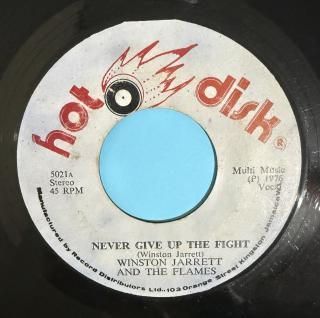 hot disk®
5021A
Stereo
45 RPM
Multi Music
(P) 1976
Vocal
NEVER GIVE UP THE FIGHT
(Winston Jarrett)
WINSTON JARRETT
AND THE FLAMES
Manufactured by Record Distributors Ltd..-103 Orange Street, Kingston Jamaica W.I.